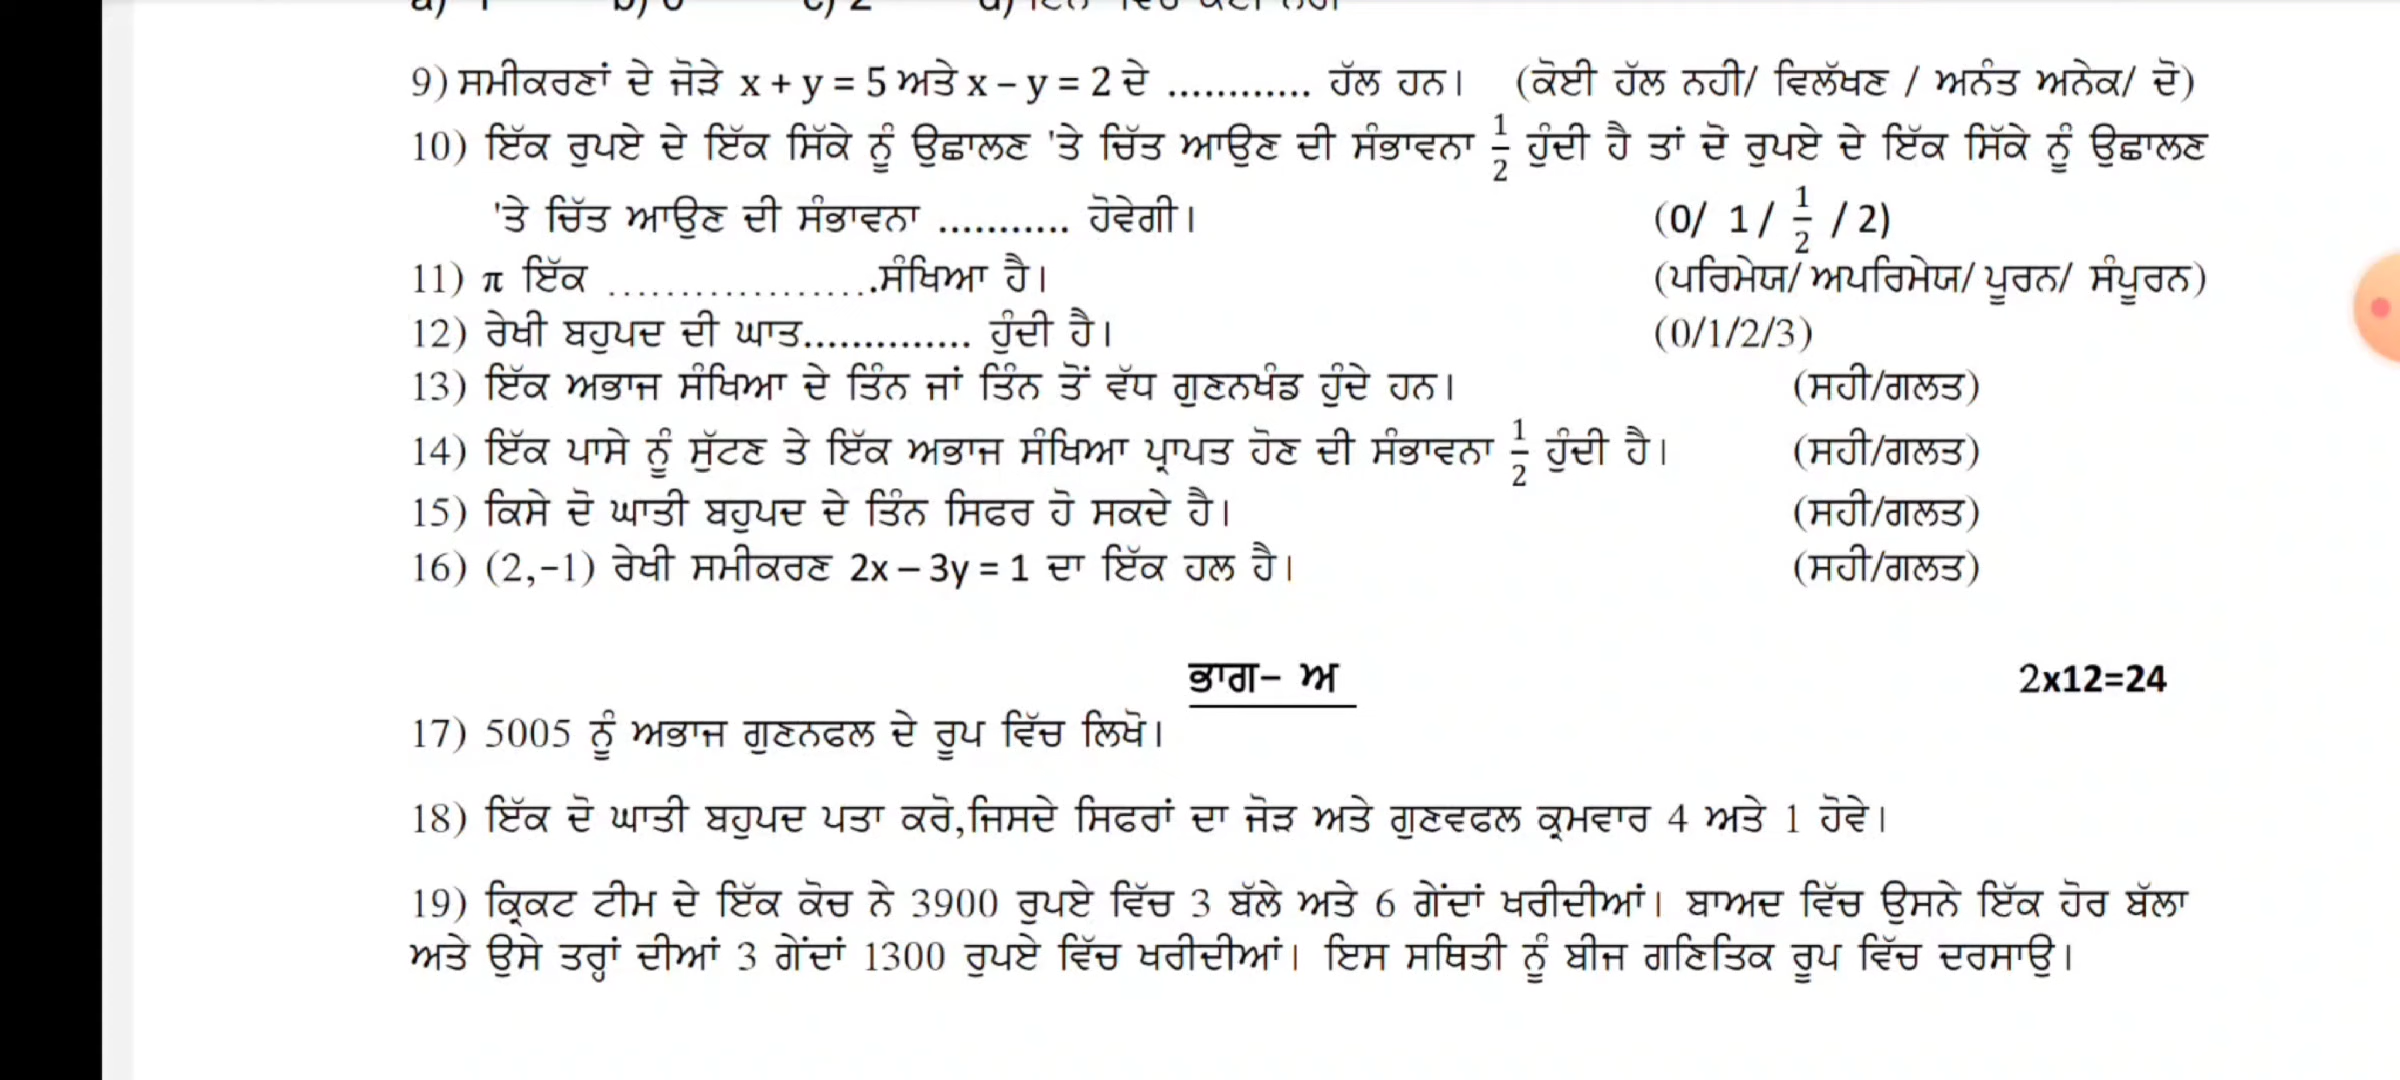 9) ਸਮੀਕਰਣਾਂ ਦੇ ਜੋੜੇ x + y = 5 ਅਤੇ x – y = 2 ਦੇ ............ ਹੱਲ ਹਨ। (ਕੋਈ ਹੱਲ ਨਹੀ/ ਵਿਲੱਖਣ / ਅਨੰਤ ਅਨੇਕ/ ਦੋ)
10) ਇੱਕ ਰੁਪਏ ਦੇ ਇੱਕ ਸਿੱਕੇ ਨੂੰ ਉਛਾਲਣ 'ਤੇ ਚਿੱਤ ਆਉਣ ਦੀ ਸੰਭਾਵਨਾ 1/2 ਹੁੰਦੀ ਹੈ ਤਾਂ ਦੋ ਰੁਪਏ ਦੇ ਇੱਕ ਸਿੱਕੇ ਨੂੰ ਉਛਾਲਣ
'ਤੇ ਚਿੱਤ ਆਉਣ ਦੀ ਸੰਭਾਵਨਾ ........... ਹੋਵੇਗੀ। (0/ 1 / 1/2 / 2)
11) π ਇੱਕ ...................ਸੰਖਿਆ ਹੈ। (ਪਰਿਮੇਯ/ ਅਪਰਿਮੇਯ/ ਪੂਰਨ/ ਸੰਪੂਰਨ)
12) ਰੇਖੀ ਬਹੁਪਦ ਦੀ ਘਾਤ.............. ਹੁੰਦੀ ਹੈ। (0/1/2/3)
13) ਇੱਕ ਅਭਾਜ ਸੰਖਿਆ ਦੇ ਤਿੰਨ ਜਾਂ ਤਿੰਨ ਤੋਂ ਵੱਧ ਗੁਣਨਖੰਡ ਹੁੰਦੇ ਹਨ। (ਸਹੀ/ਗਲਤ)
14) ਇੱਕ ਪਾਸੇ ਨੂੰ ਸੁੱਟਣ ਤੇ ਇੱਕ ਅਭਾਜ ਸੰਖਿਆ ਪ੍ਰਾਪਤ ਹੋਣ ਦੀ ਸੰਭਾਵਨਾ 1/2 ਹੁੰਦੀ ਹੈ। (ਸਹੀ/ਗਲਤ)
15) ਕਿਸੇ ਦੋ ਘਾਤੀ ਬਹੁਪਦ ਦੇ ਤਿੰਨ ਸਿਫਰ ਹੋ ਸਕਦੇ ਹੈ। (ਸਹੀ/ਗਲਤ)
16) (2,-1) ਰੇਖੀ ਸਮੀਕਰਣ 2x – 3y = 1 ਦਾ ਇੱਕ ਹਲ ਹੈ। (ਸਹੀ/ਗਲਤ)
ਭਾਗ- ਅ 2x12=24
17) 5005 ਨੂੰ ਅਭਾਜ ਗੁਣਨਫਲ ਦੇ ਰੂਪ ਵਿੱਚ ਲਿਖੋ।
18) ਇੱਕ ਦੋ ਘਾਤੀ ਬਹੁਪਦ ਪਤਾ ਕਰੋ,ਜਿਸਦੇ ਸਿਫਰਾਂ ਦਾ ਜੋੜ ਅਤੇ ਗੁਣਵਫਲ ਕ੍ਰਮਵਾਰ 4 ਅਤੇ 1 ਹੋਵੇ।
19) ਕ੍ਰਿਕਟ ਟੀਮ ਦੇ ਇੱਕ ਕੋਚ ਨੇ 3900 ਰੁਪਏ ਵਿੱਚ 3 ਬੱਲੇ ਅਤੇ 6 ਗੇਂਦਾਂ ਖਰੀਦੀਆਂ। ਬਾਅਦ ਵਿੱਚ ਉਸਨੇ ਇੱਕ ਹੋਰ ਬੱਲਾ
ਅਤੇ ਉਸੇ ਤਰ੍ਹਾਂ ਦੀਆਂ 3 ਗੇਂਦਾਂ 1300 ਰੁਪਏ ਵਿੱਚ ਖਰੀਦੀਆਂ। ਇਸ ਸਥਿਤੀ ਨੂੰ ਬੀਜ ਗਣਿਤਿਕ ਰੂਪ ਵਿੱਚ ਦਰਸਾਉ।